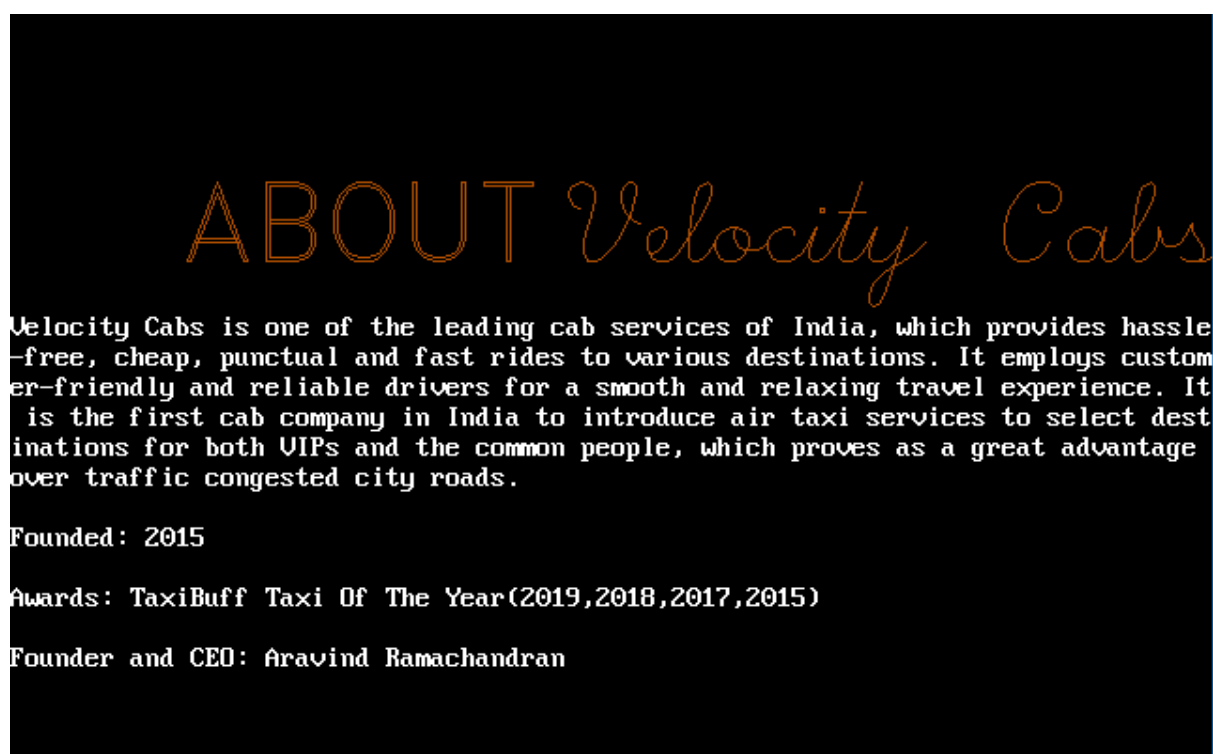 ABOUT Velocity Cabs
Velocity Cabs is one of the leading cab services of India, which provides hassle
-free, cheap, punctual and fast rides to various destinations. It employs custom
er-friendly and reliable drivers for a smooth and relaxing travel experience. It
is the first cab company in India to introduce air taxi services to select dest
inations for both VIPs and the common people, which proves as a great advantage
over traffic congested city roads.
Founded: 2015
Awards: TaxiBuff Taxi Of The Year(2019,2018,2017,2015)
Founder and CEO: Aravind Ramachandran